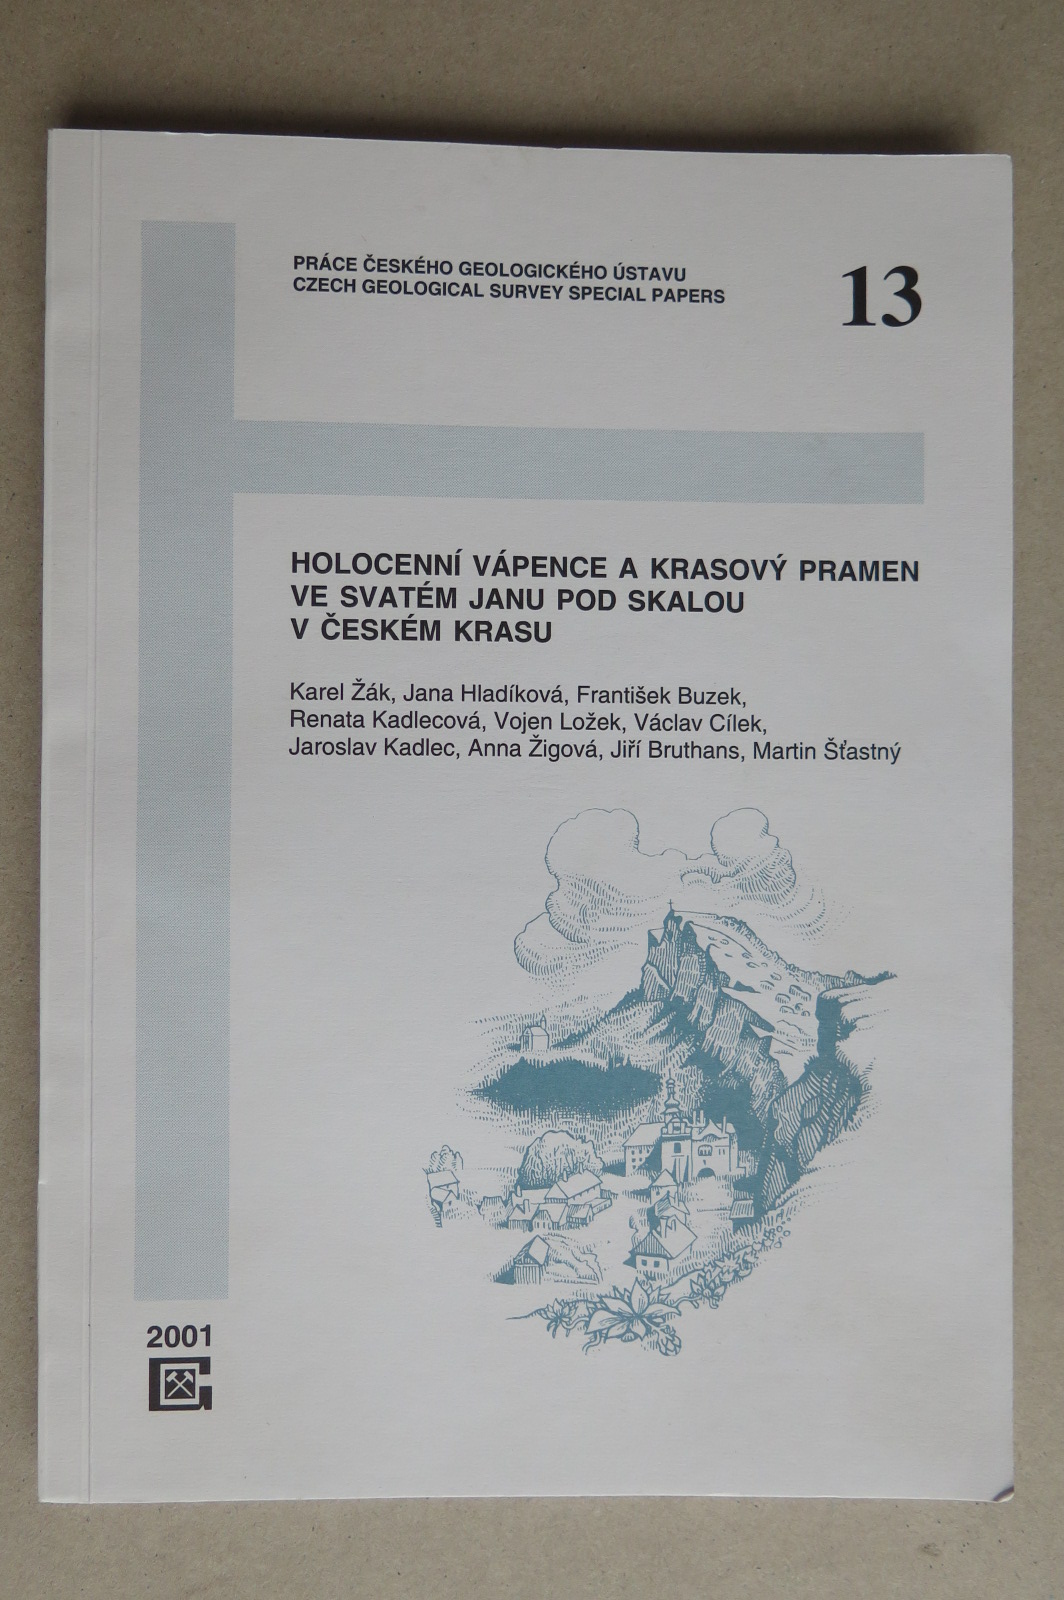 PRÁCE ČESKÉHO GEOLOGICKÉHO ÚSTAVU
CZECH GEOLOGICAL SURVEY SPECIAL PAPERS
13
HOLOCENNÍ VÁPENCE A KRASOVÝ PRAMEN
VE SVATÉM JANU POD SKALOU
V ČESKÉM KRASU
Karel Žák, Jana Hladíková, František Buzek,
Renata Kadlecová, Vojen Ložek, Václav Cílek,
Jaroslav Kadlec, Anna Žigová, Jiří Bruthans, Martin Šťastný
2001